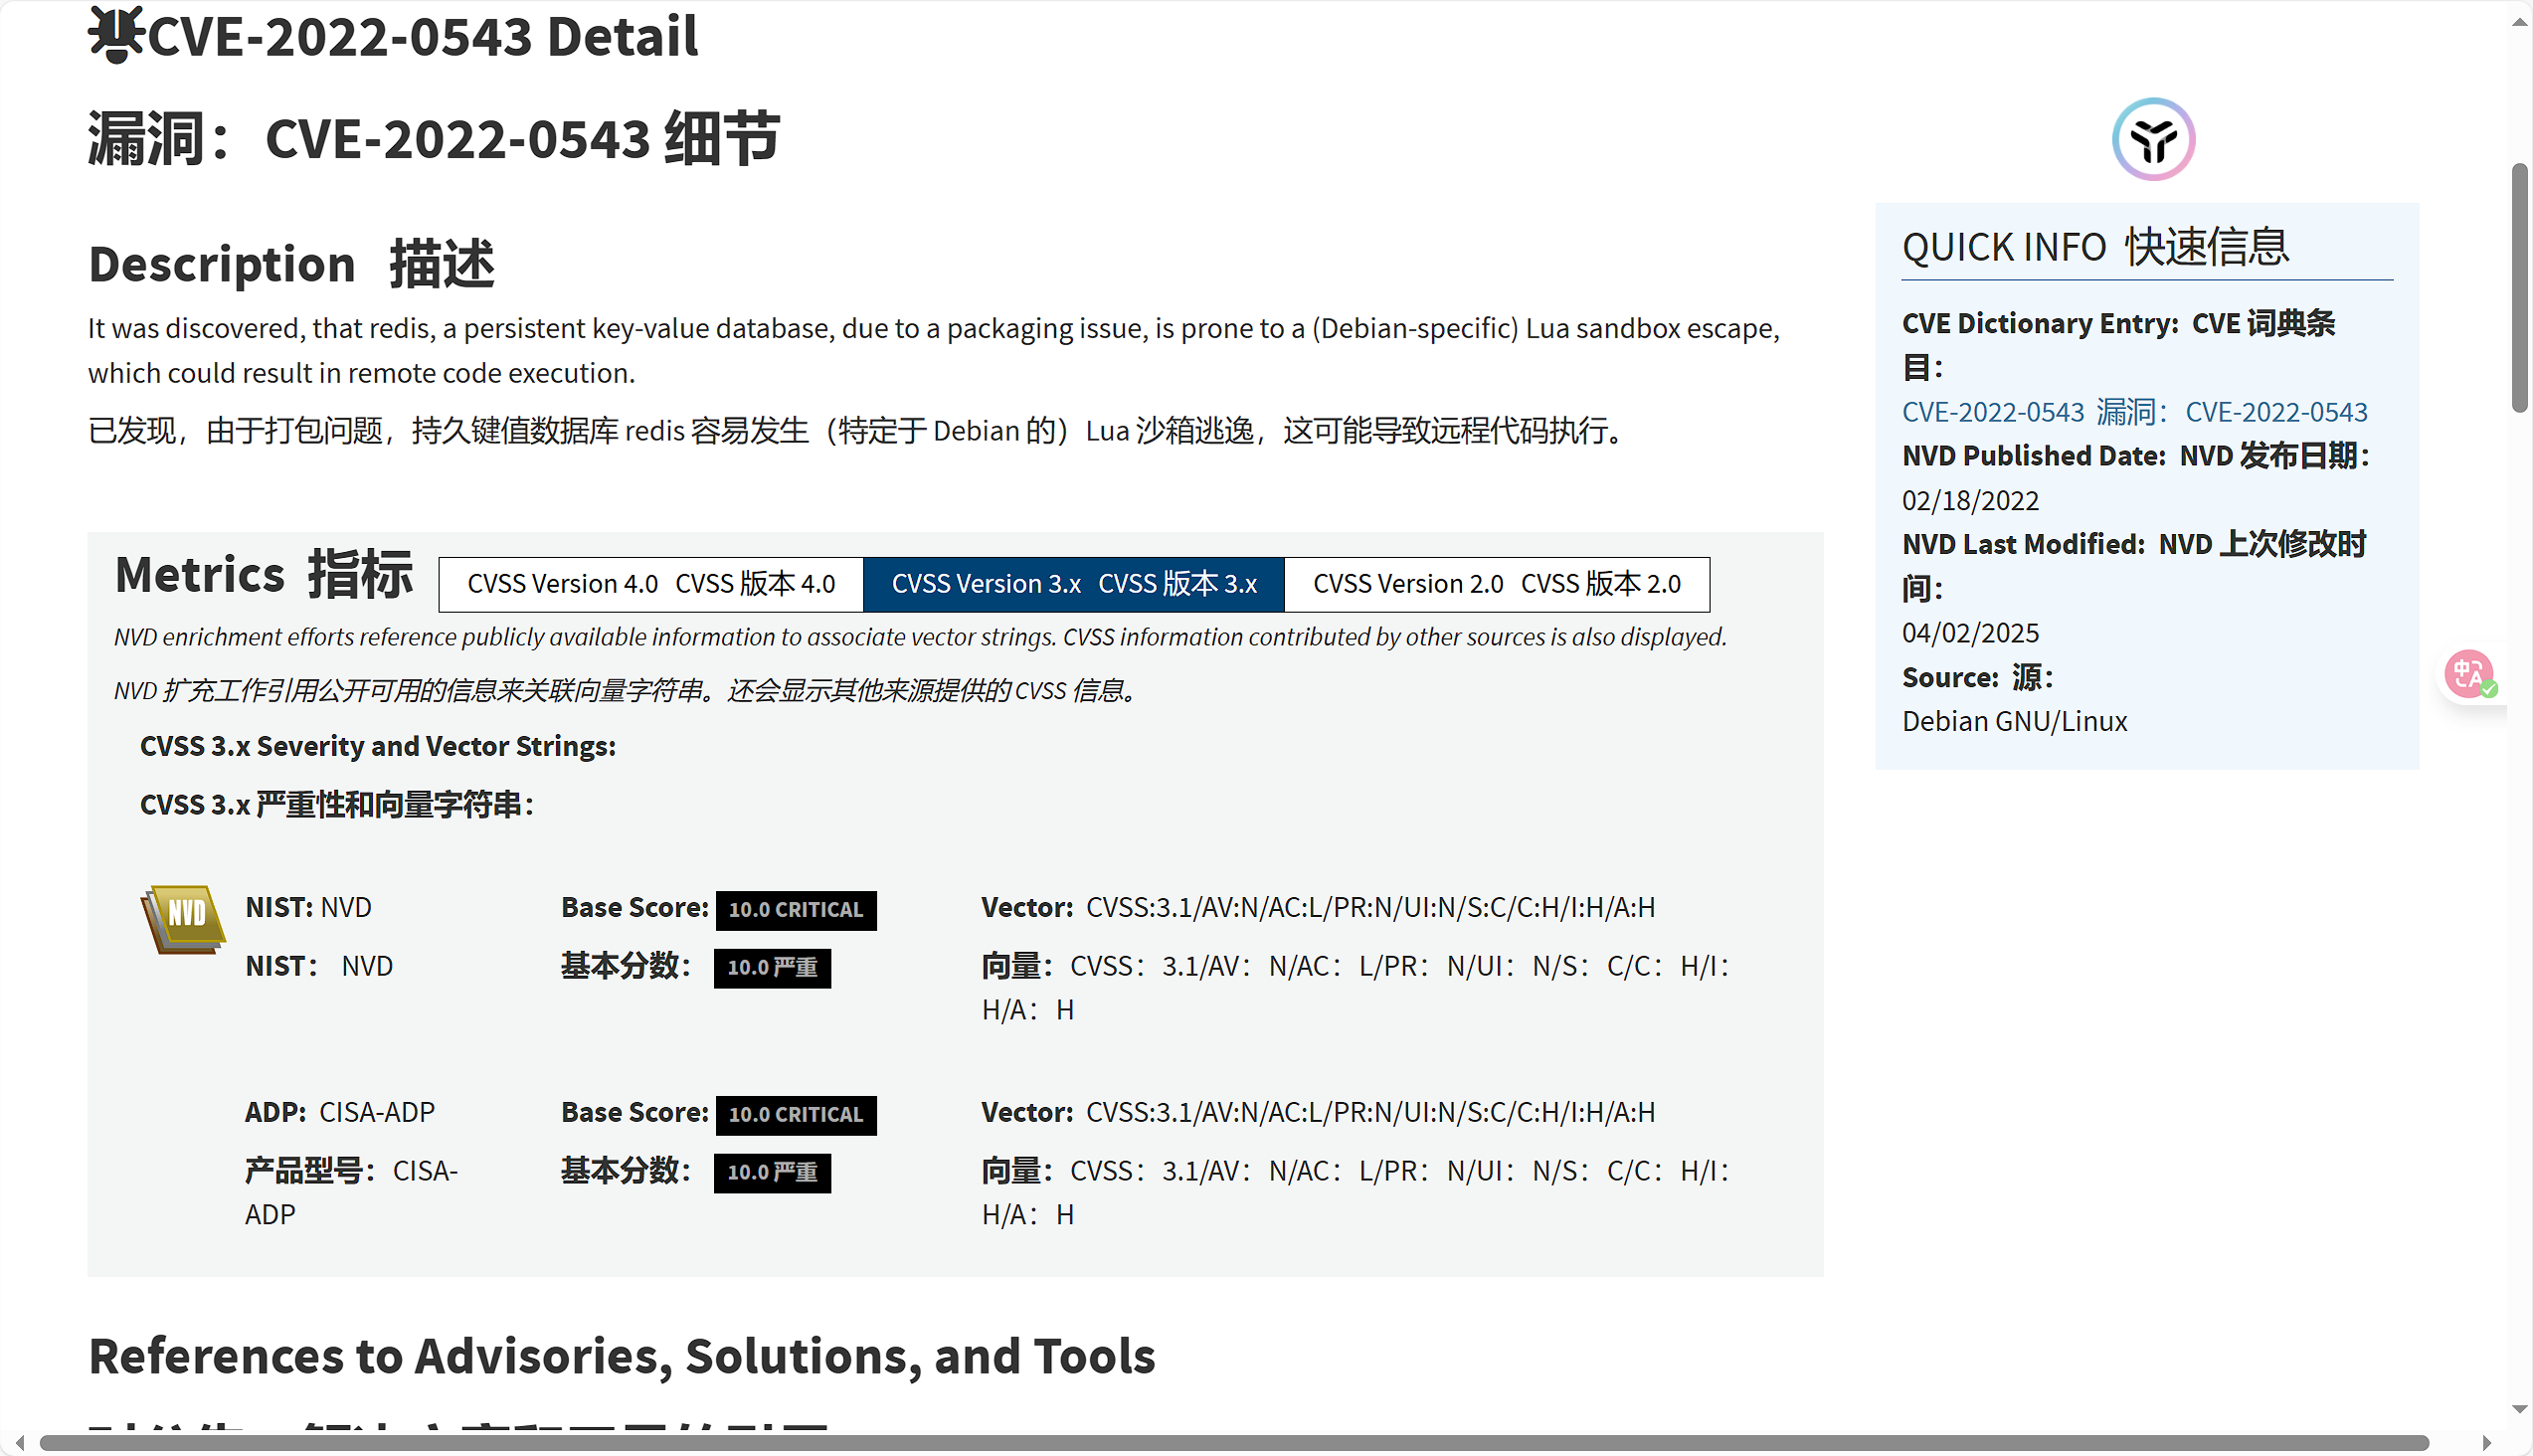 CVE-2022-0543 Detail
漏洞：CVE-2022-0543 细节
Description 描述
It was discovered, that redis, a persistent key-value database, due to a packaging issue, is prone to a (Debian-specific) Lua sandbox escape,
which could result in remote code execution.
已发现，由于打包问题，持久键值数据库 redis 容易发生（特定于 Debian 的）Lua 沙箱逃逸，这可能导致远程代码执行。
Metrics 指标
CVSS Version 4.0 CVSS 版本 4.0
CVSS Version 3.x CVSS 版本 3.x
CVSS Version 2.0 CVSS 版本 2.0
NVD enrichment efforts reference publicly available information to associate vector strings. CVSS information contributed by other sources is also displayed.
NVD 扩充工作引用公开可用的信息来关联向量字符串。还会显示其他来源提供的 CVSS 信息。
CVSS 3.x Severity and Vector Strings:
CVSS 3.x 严重性和向量字符串：
NVD
NIST: NVD
Base Score: 10.0 CRITICAL
Vector: CVSS:3.1/AV:N/AC:L/PR:N/UI:N/S:C/C:H/I:H/A:H
NIST： NVD
基本分数： 10.0 严重
向量：CVSS：3.1/AV：N/AC：L/PR：N/UI：N/S：C/C：H/I：
H/A：H
ADP: CISA-ADP
Base Score: 10.0 CRITICAL
Vector: CVSS:3.1/AV:N/AC:L/PR:N/UI:N/S:C/C:H/I:H/A:H
产品型号：CISA-
ADP
基本分数： 10.0 严重
向量：CVSS：3.1/AV：N/AC：L/PR：N/UI：N/S：C/C：H/I：
H/A：H
References to Advisories, Solutions, and Tools
QUICK INFO 快速信息
CVE Dictionary Entry: CVE 词典条
目：
CVE-2022-0543 漏洞：CVE-2022-0543
NVD Published Date: NVD 发布日期：
02/18/2022
NVD Last Modified: NVD 上次修改时
间：
04/02/2025
Source: 源：
Debian GNU/Linux